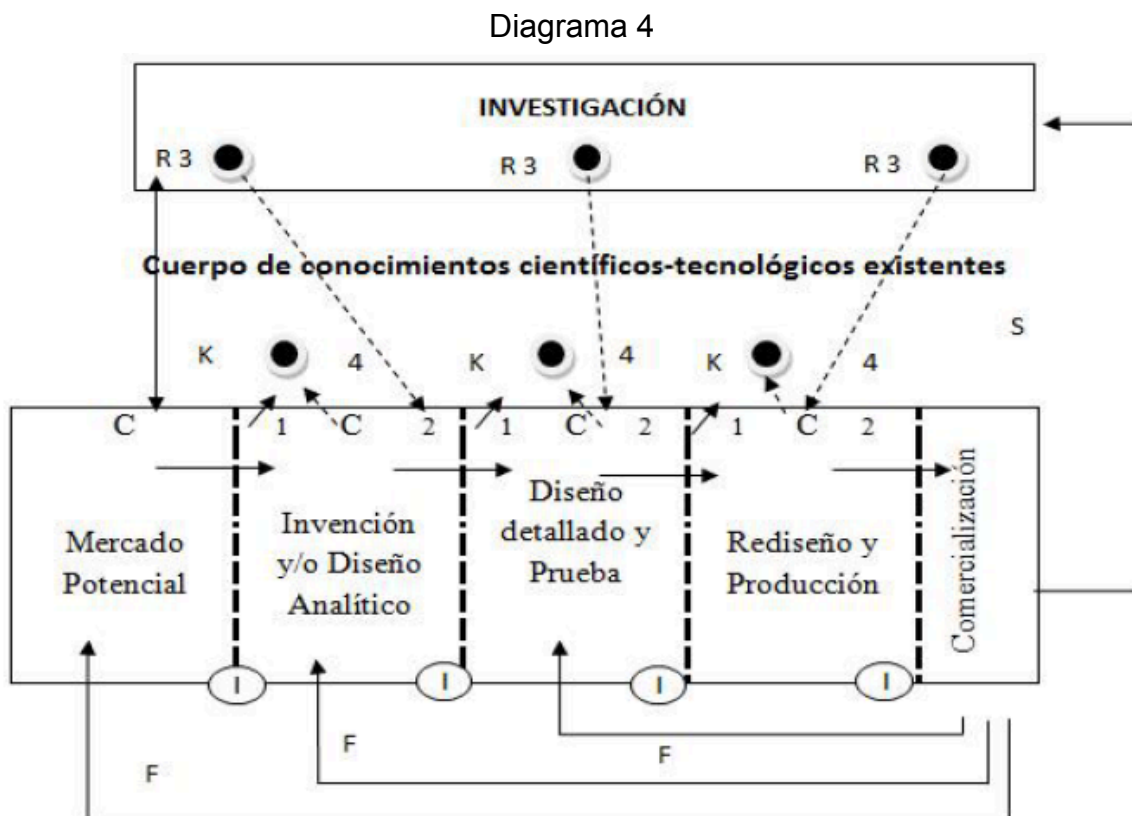 Diagrama 4
INVESTIGACIÓN
R 3
R 3
R 3
Cuerpo de conocimientos científicos-tecnológicos existentes
S
K
4
K
4
K
4
C
1
C
2
1
C
2
1
C
2
Mercado
Potencial
Invención
y/o Diseño
Analítico
Diseño
detallado y
Prueba
Rediseño y
Producción
Comercialización
I
I
I
I
F
F
F